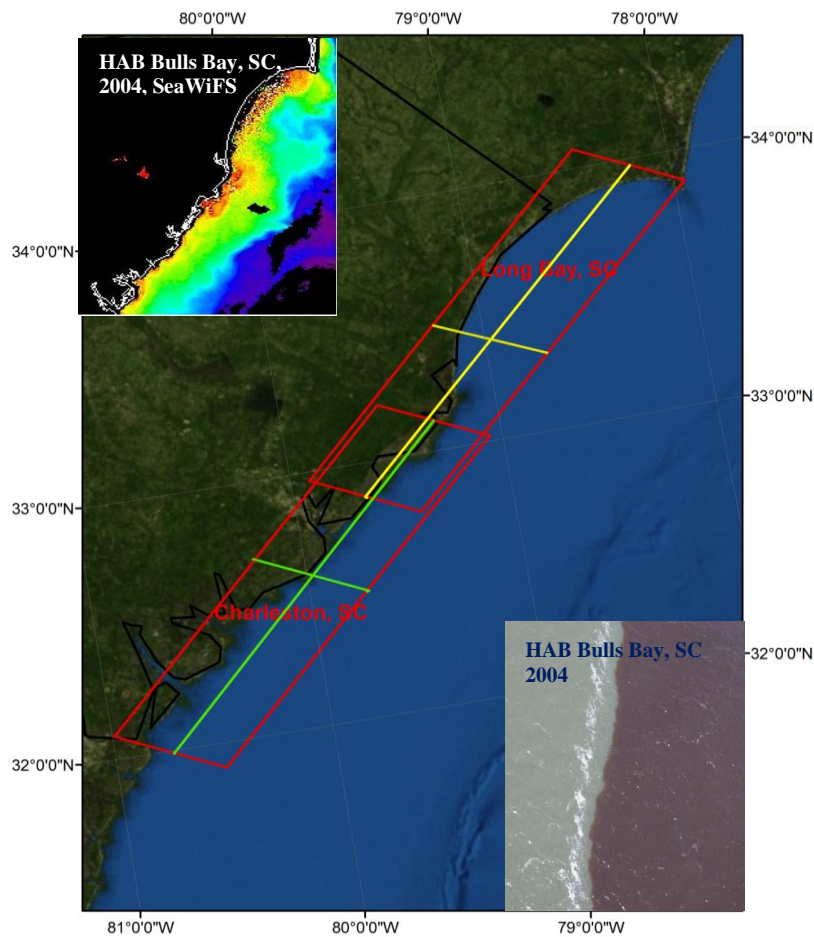 80°0'0"W 79°0'0"W 78°0'0"W
HAB Bulls Bay, SC,
2004, SeaWiFS
34°0'0"N
34°0'0"N
Long Bay, SC
33°0'0"N
33°0'0"N
Charleston, SC
32°0'0"N
HAB Bulls Bay, SC
2004
32°0'0"N
81°0'0"W 80°0'0"W 79°0'0"W